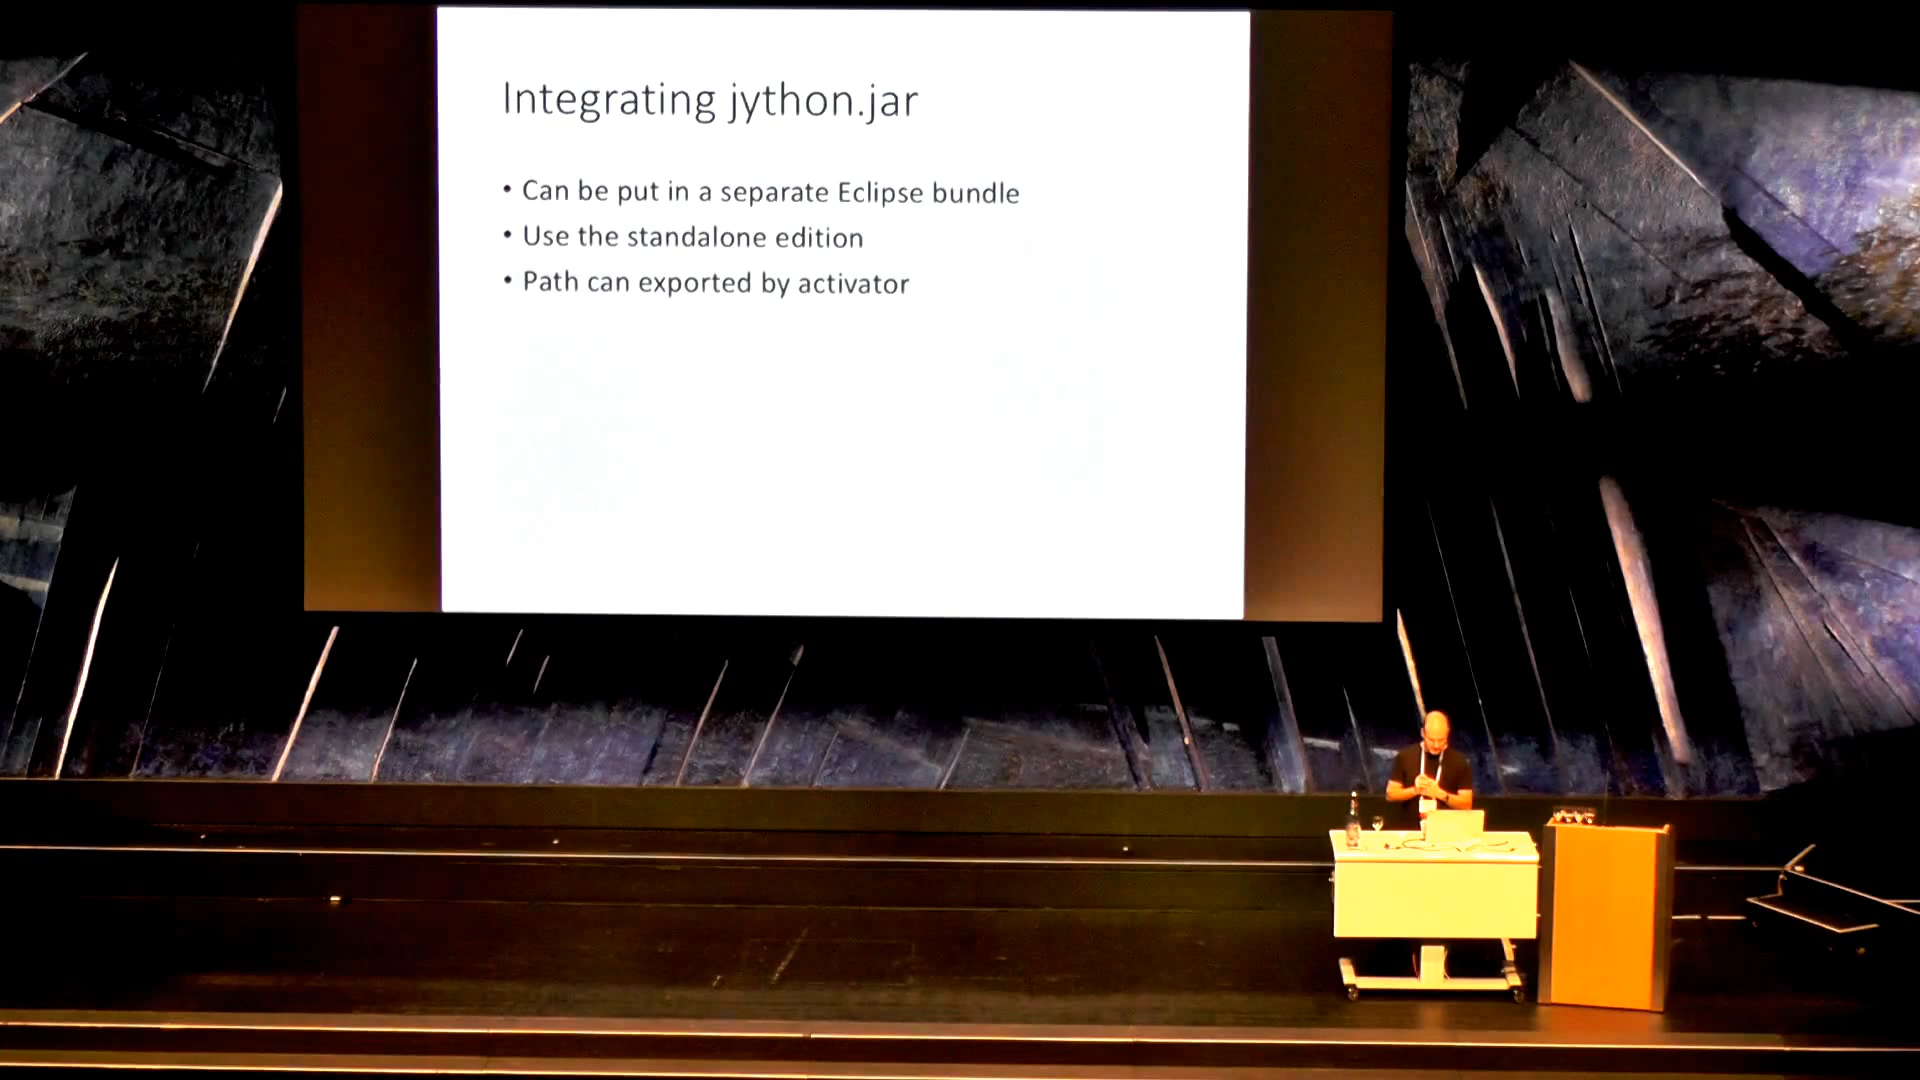 Integrating jython.jar
• Can be put in a separate Eclipse bundle
• Use the standalone edition
• Path can exported by activator